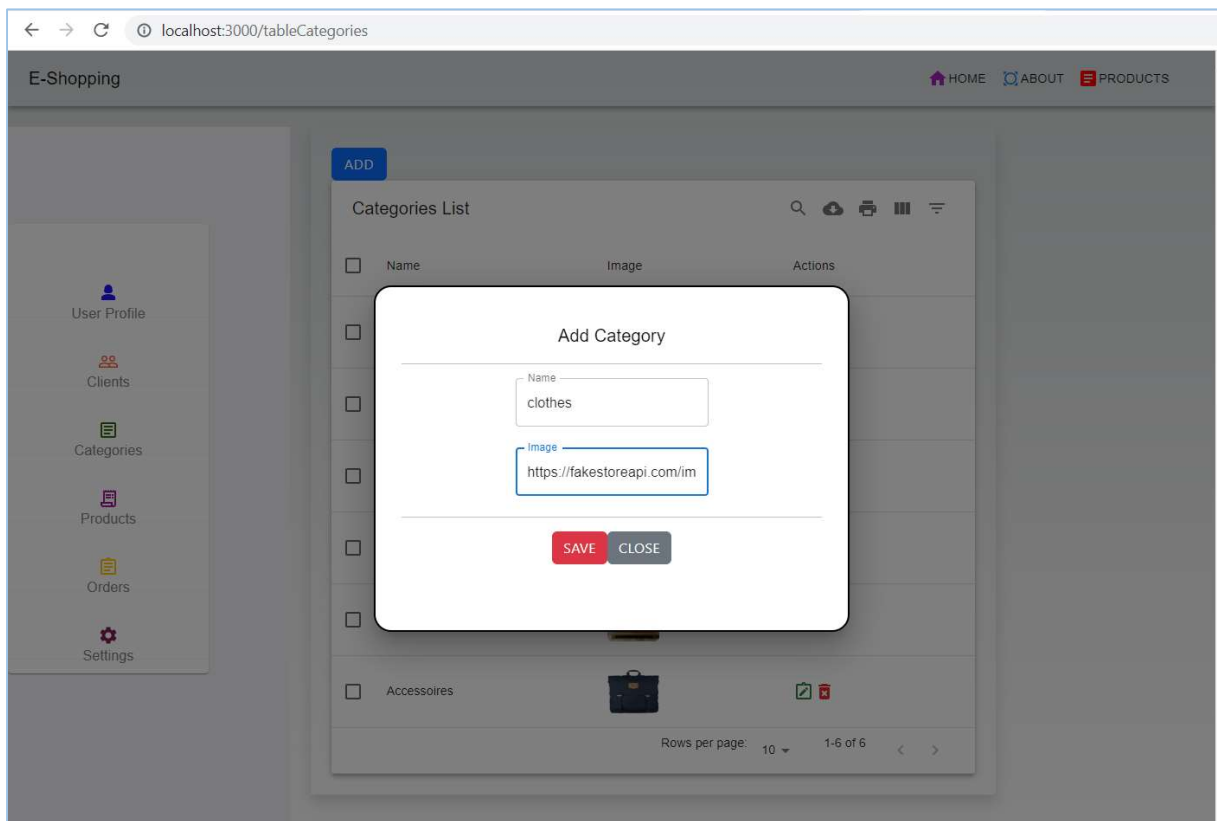 localhost:3000/tableCategories
E-Shopping
HOME ABOUT PRODUCTS
ADD
Categories List
Name Image Actions
User Profile
Clients
Categories
Products
Orders
Settings
Add Category
Name
clothes
Image
https://fakestoreapi.com/im
SAVE CLOSE
Accessoires
Rows per page: 10 1-6 of 6